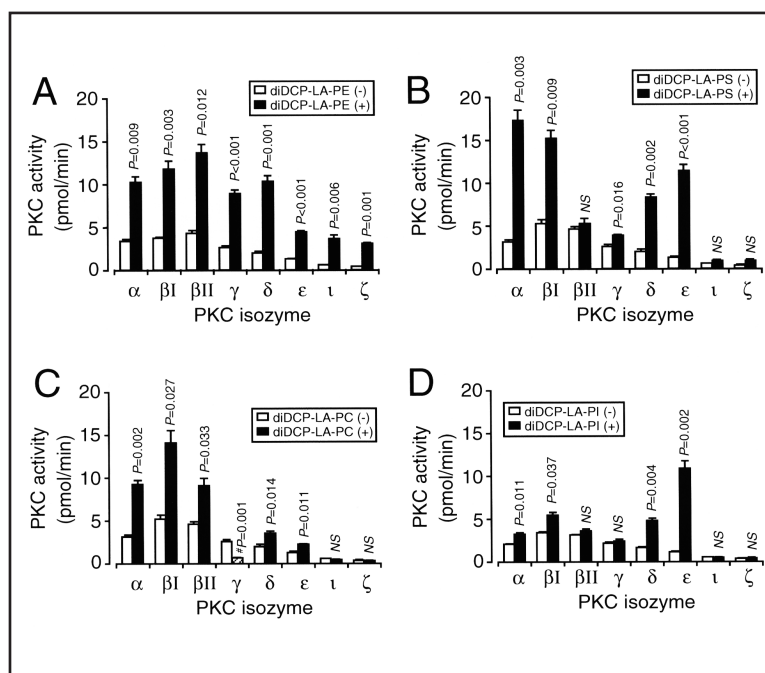 A
diDCP-LA-PE (-)
diDCP-LA-PE (+)
PKC activity
(pmol/min)
20
15
10
5
0
P=0.009
P=0.003
P=0.012
P<0.001
P=0.001
P<0.001
P=0.006
P=0.001
α βI βII γ δ ε ι ζ
PKC isozyme
B
diDCP-LA-PS (-)
diDCP-LA-PS (+)
PKC activity
(pmol/min)
20
15
10
5
0
P=0.003
P=0.009
NS
P=0.016
P=0.002
P<0.001
NS
NS
α βI βII γ δ ε ι ζ
PKC isozyme
C
diDCP-LA-PC (-)
diDCP-LA-PC (+)
PKC activity
(pmol/min)
20
15
10
5
0
P=0.002
P=0.027
P=0.033
#P=0.001
P=0.014
P=0.011
NS
NS
α βI βII γ δ ε ι ζ
PKC isozyme
D
diDCP-LA-PI (-)
diDCP-LA-PI (+)
PKC activity
(pmol/min)
20
15
10
5
0
P=0.011
P=0.037
NS
NS
P=0.004
P=0.002
NS
NS
α βI βII γ δ ε ι ζ
PKC isozyme